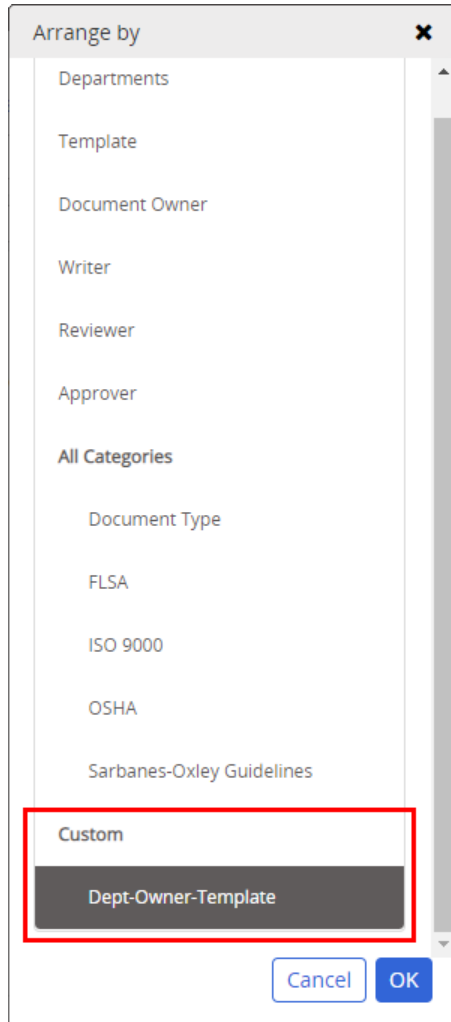 Arrange by
Departments
Template
Document Owner
Writer
Reviewer
Approver
All Categories
Document Type
FLSA
ISO 9000
OSHA
Sarbanes-Oxley Guidelines
Custom
Dept-Owner-Template
Cancel OK